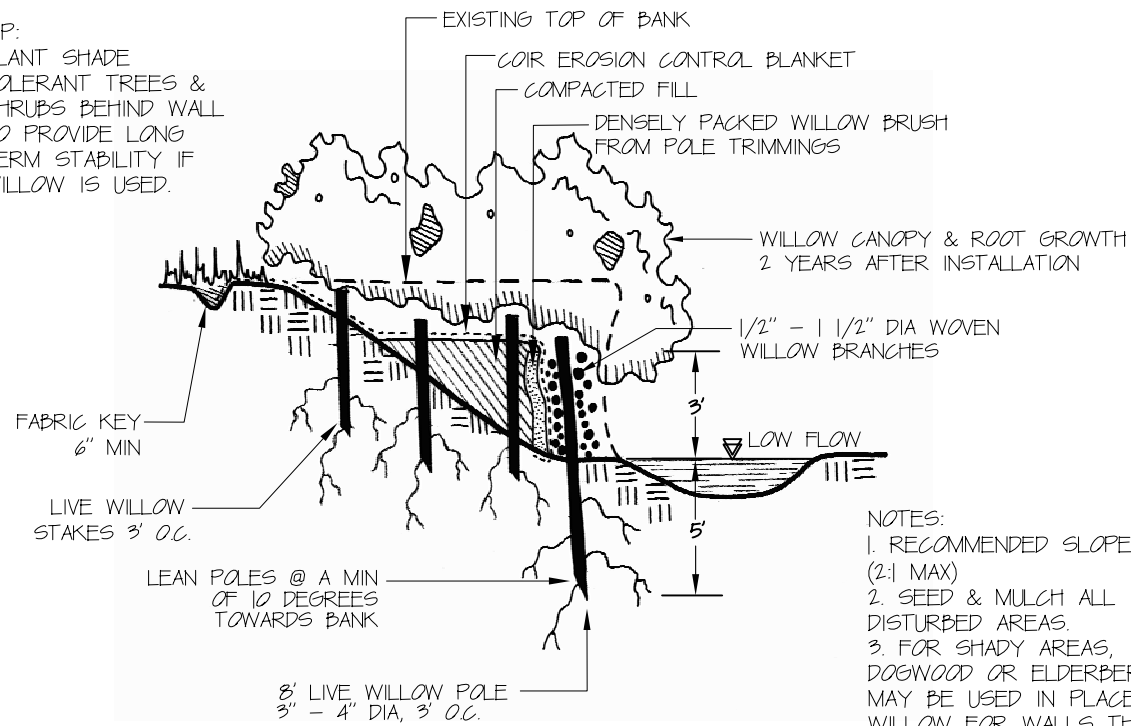 EXISTING TOP OF BANK
COIR EROSION CONTROL BLANKET
COMPACTED FILL
DENSELY PACKED WILLOW BRUSH
FROM POLE TRIMMINGS
P:
LANT SHADE
OLERANT TREES &
HRUBS BEHIND WALL
O PROVIDE LONG
ERM STABILITY IF
WILLOW IS USED.
WILLOW CANOPY & ROOT GROWTH
2 YEARS AFTER INSTALLATION
1/2" - 1 1/2" DIA WOVEN
WILLOW BRANCHES
3'
LOW FLOW
5'
FABRIC KEY
6" MIN
LIVE WILLOW
STAKES 3' O.C.
LEAN POLES @ A MIN
OF 10 DEGREES
TOWARDS BANK
8' LIVE WILLOW POLE
3" - 4" DIA, 3' O.C.
NOTES:
1. RECOMMENDED SLOPE
(2:1 MAX)
2. SEED & MULCH ALL
DISTURBED AREAS.
3. FOR SHADY AREAS,
DOGWOOD OR ELDERBER
MAY BE USED IN PLACE
WILLOW FOR WALLS TH